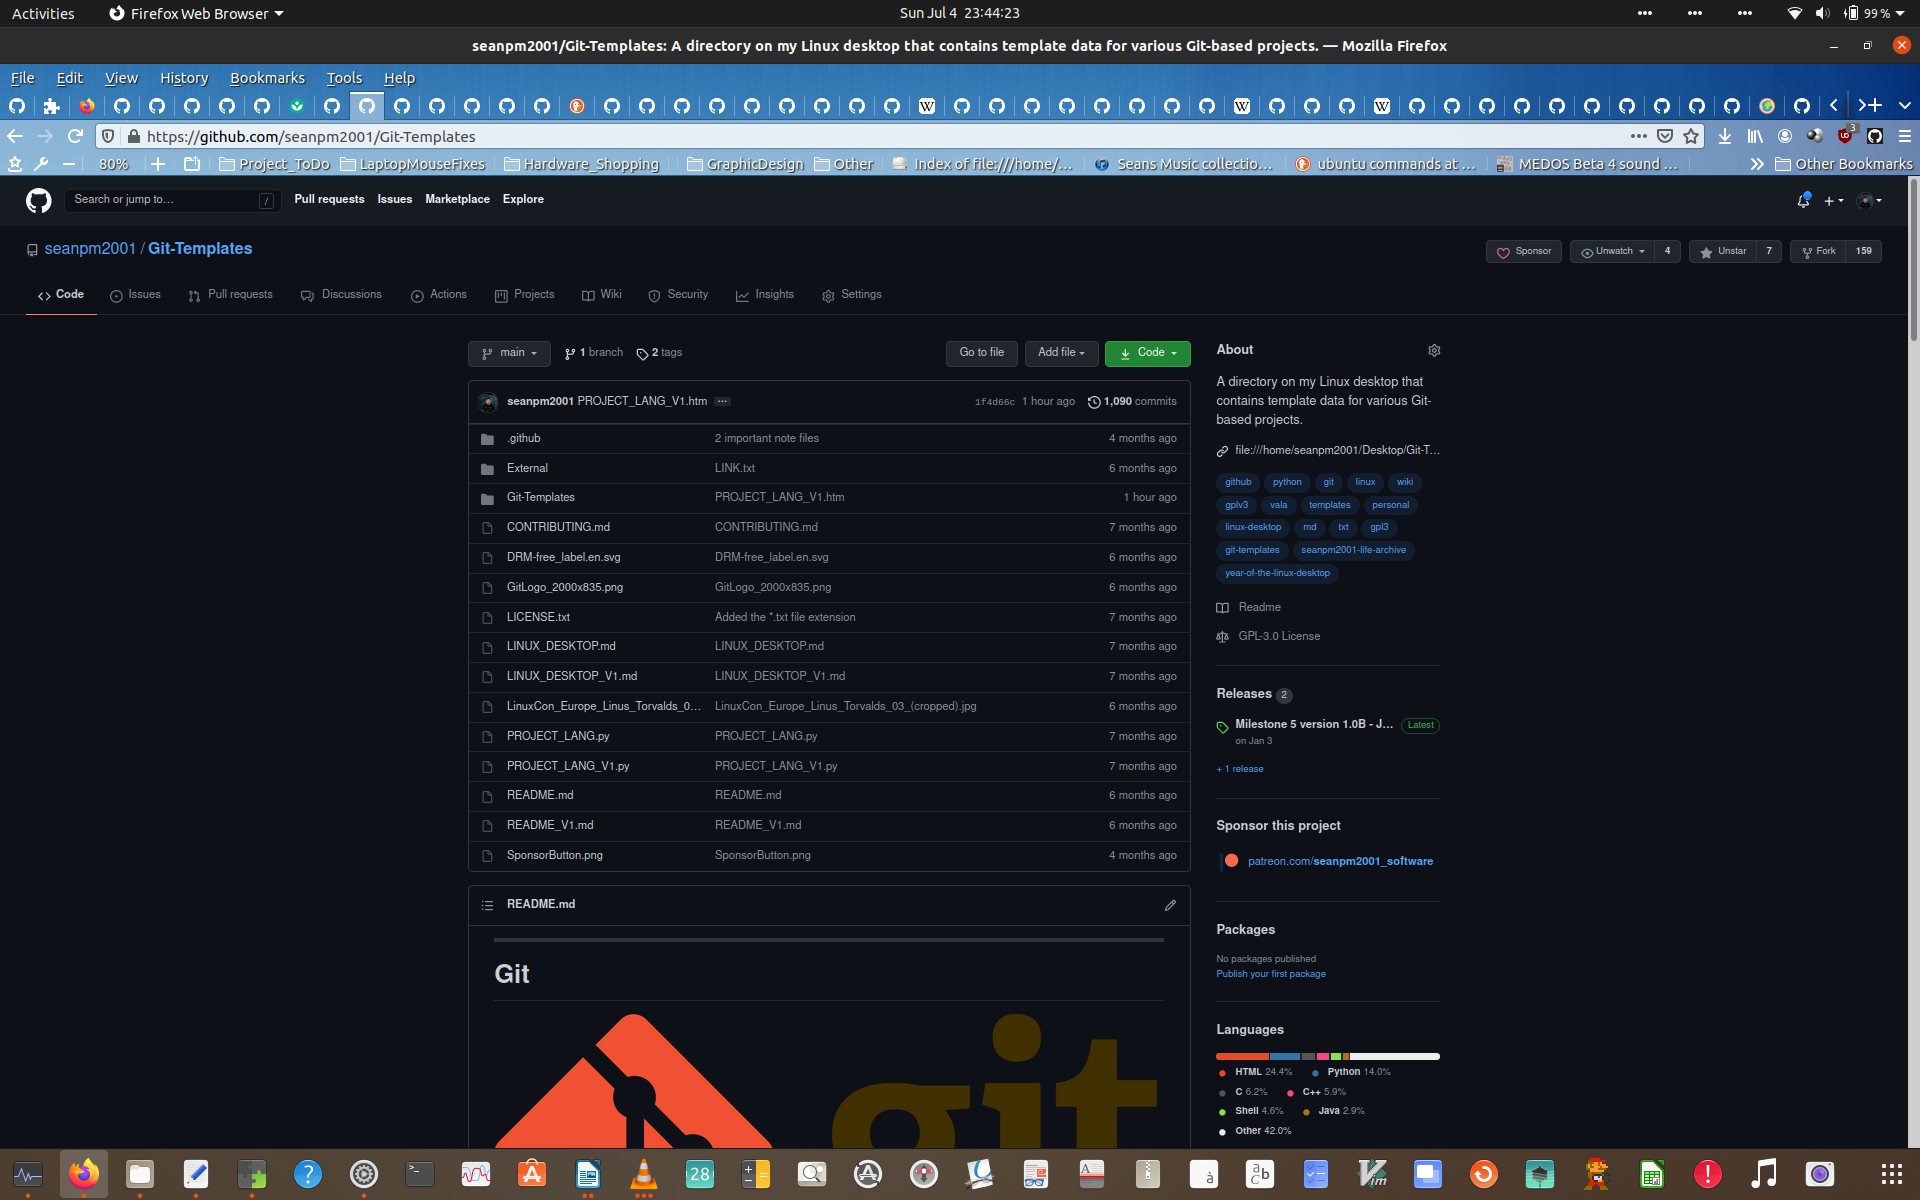 Activities
Firefox Web Browser
Sun Jul 4 23:44:23
99 %
seanpm2001/Git-Templates: A directory on my Linux desktop that contains template data for various Git-based projects. — Mozilla Firefox
File Edit View History Bookmarks Tools Help
https://github.com/seanpm2001/Git-Templates
3
80%
Project_ToDo
LaptopMouseFixes
Hardware_Shopping
GraphicDesign
Other
Index of file:///home/...
Seans Music collectio...
ubuntu commands at ...
MEDOS Beta 4 sound ...
Other Bookmarks
Search or jump to...
/
Pull requests Issues Marketplace Explore
seanpm2001 / Git-Templates
Sponsor
Unwatch 4
Unstar 7
Fork 159
Code
Issues
Pull requests
Discussions
Actions
Projects
Wiki
Security
Insights
Settings
main
1 branch
2 tags
Go to file
Add file
Code
seanpm2001 PROJECT_LANG_V1.htm ...
1f4d66c 1 hour ago
1,090 commits
.github 2 important note files 4 months ago
External LINK.txt 6 months ago
Git-Templates PROJECT_LANG_V1.htm 1 hour ago
CONTRIBUTING.md CONTRIBUTING.md 7 months ago
DRM-free_label.en.svg DRM-free_label.en.svg 6 months ago
GitLogo_2000x835.png GitLogo_2000x835.png 6 months ago
LICENSE.txt Added the *.txt file extension 7 months ago
LINUX_DESKTOP.md LINUX_DESKTOP.md 7 months ago
LINUX_DESKTOP_V1.md LINUX_DESKTOP_V1.md 7 months ago
LinuxCon_Europe_Linus_Torvalds_0... LinuxCon_Europe_Linus_Torvalds_03_(cropped).jpg 6 months ago
PROJECT_LANG.py PROJECT_LANG.py 7 months ago
PROJECT_LANG_V1.py PROJECT_LANG_V1.py 7 months ago
README.md README.md 6 months ago
README_V1.md README_V1.md 6 months ago
SponsorButton.png SponsorButton.png 4 months ago
README.md
Git
git
About
A directory on my Linux desktop that
contains template data for various Git-
based projects.
file:///home/seanpm2001/Desktop/Git-T...
github python git linux wiki
gplv3 vala templates personal
linux-desktop md txt gpl3
git-templates seanpm2001-life-archive
year-of-the-linux-desktop
Readme
GPL-3.0 License
Releases 2
Milestone 5 version 1.0B - J... Latest
on Jan 3
+ 1 release
Sponsor this project
patreon.com/seanpm2001_software
Packages
No packages published
Publish your first package
Languages
HTML 24.4% Python 14.0%
C 6.2% C++ 5.9%
Shell 4.6% Java 2.9%
Other 42.0%
28